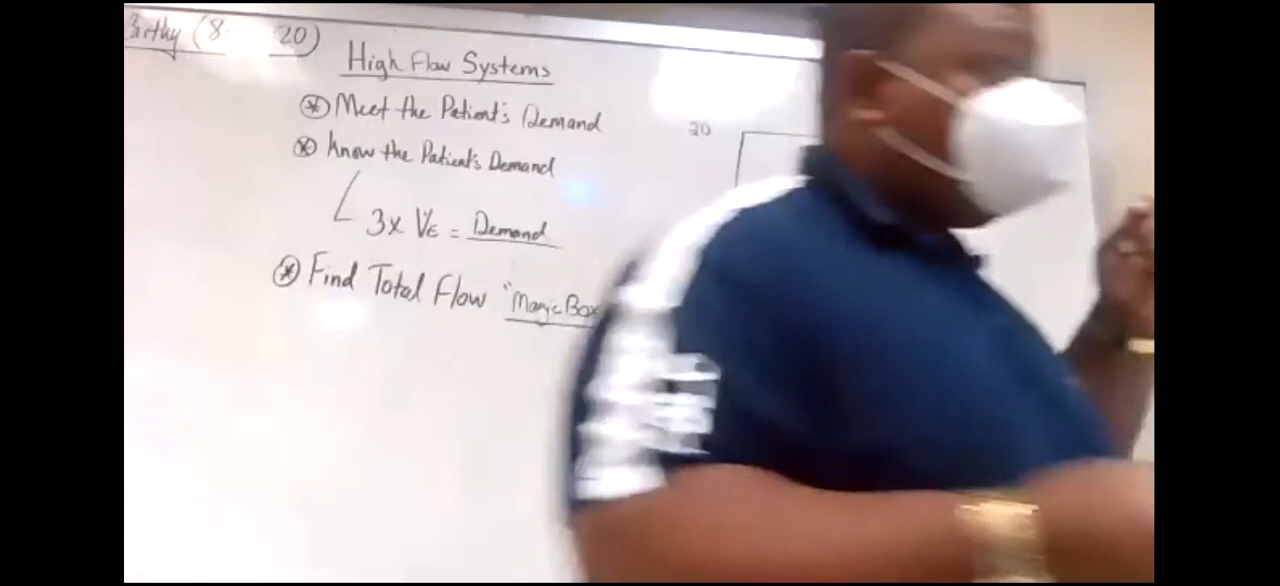 (8 20)
High Flow Systems
⊛ Meet the Patient's Demand
⊛ Know the Patient's Demand
3x V̇E = Demand
⊛ Find Total Flow "Magic Box
20